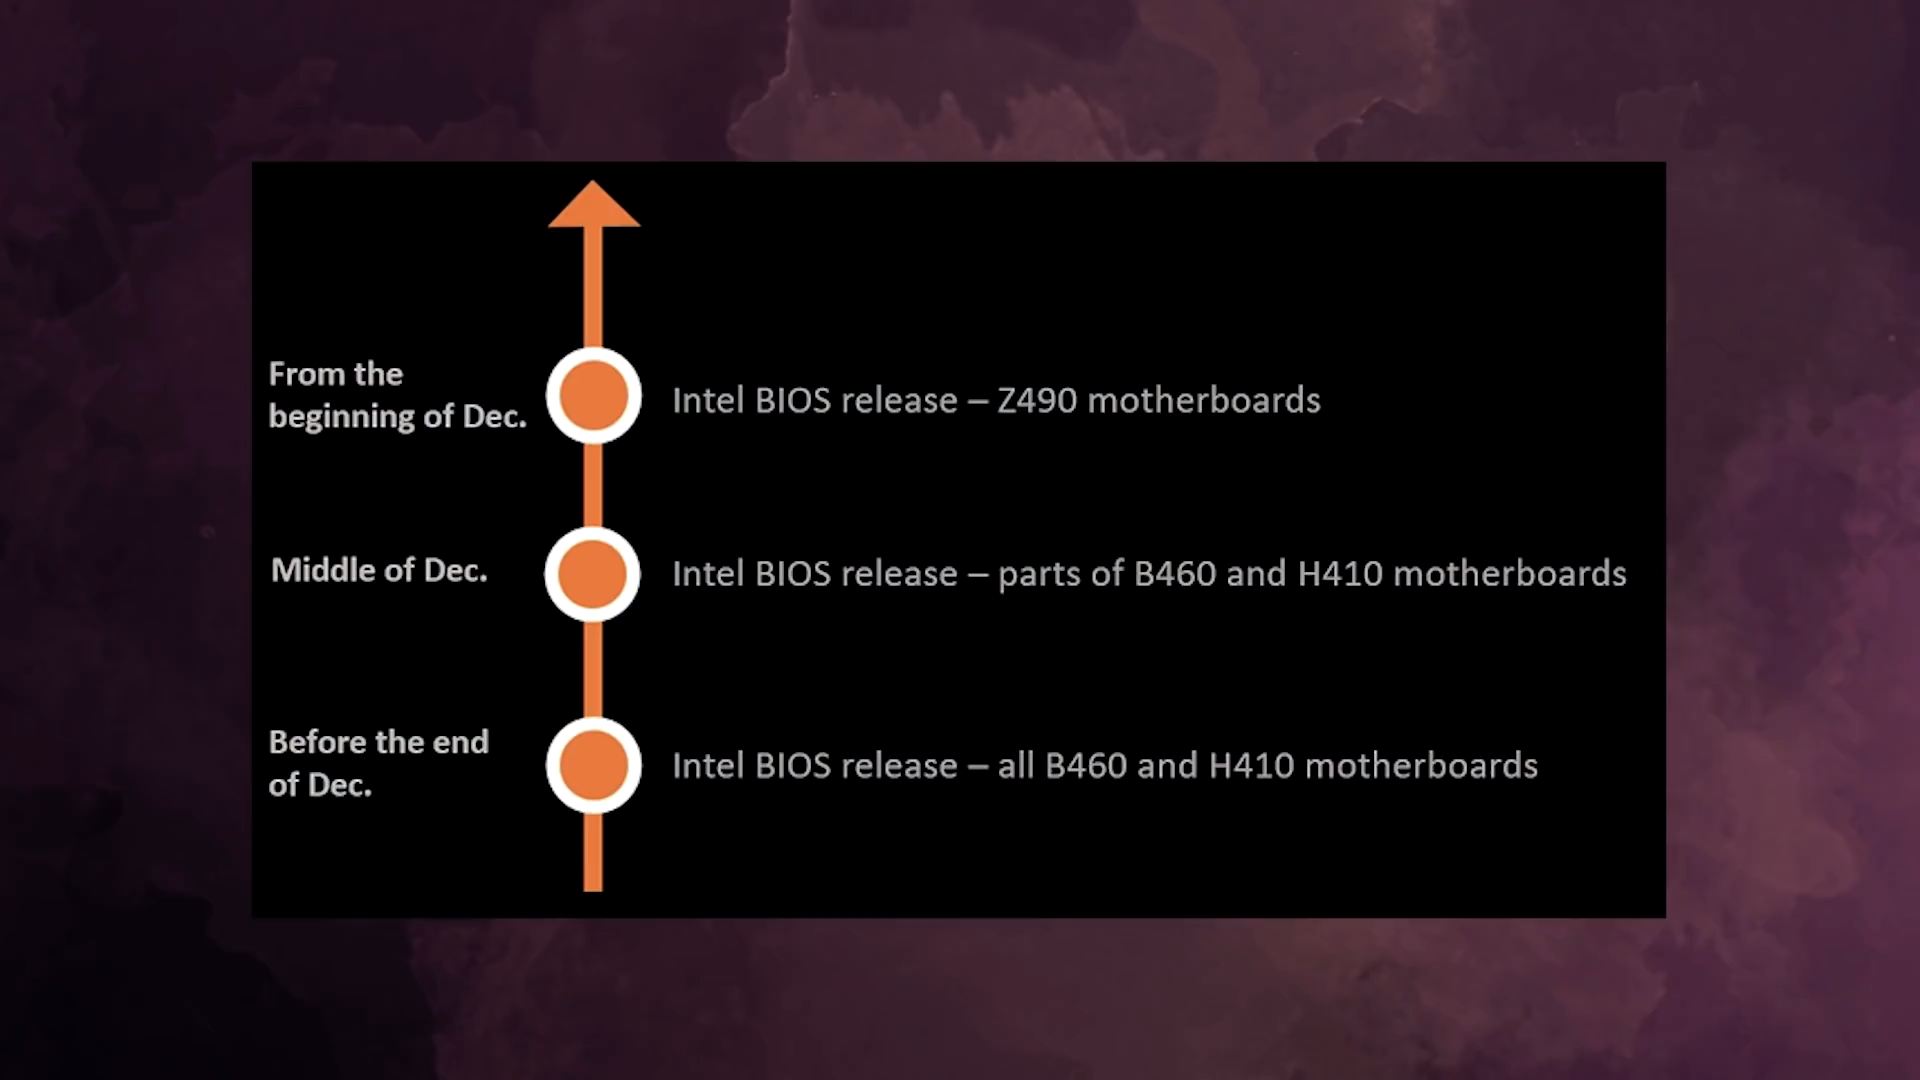 From the
beginning of Dec.
Intel BIOS release – Z490 motherboards
Middle of Dec.
Intel BIOS release – parts of B460 and H410 motherboards
Before the end
of Dec.
Intel BIOS release – all B460 and H410 motherboards